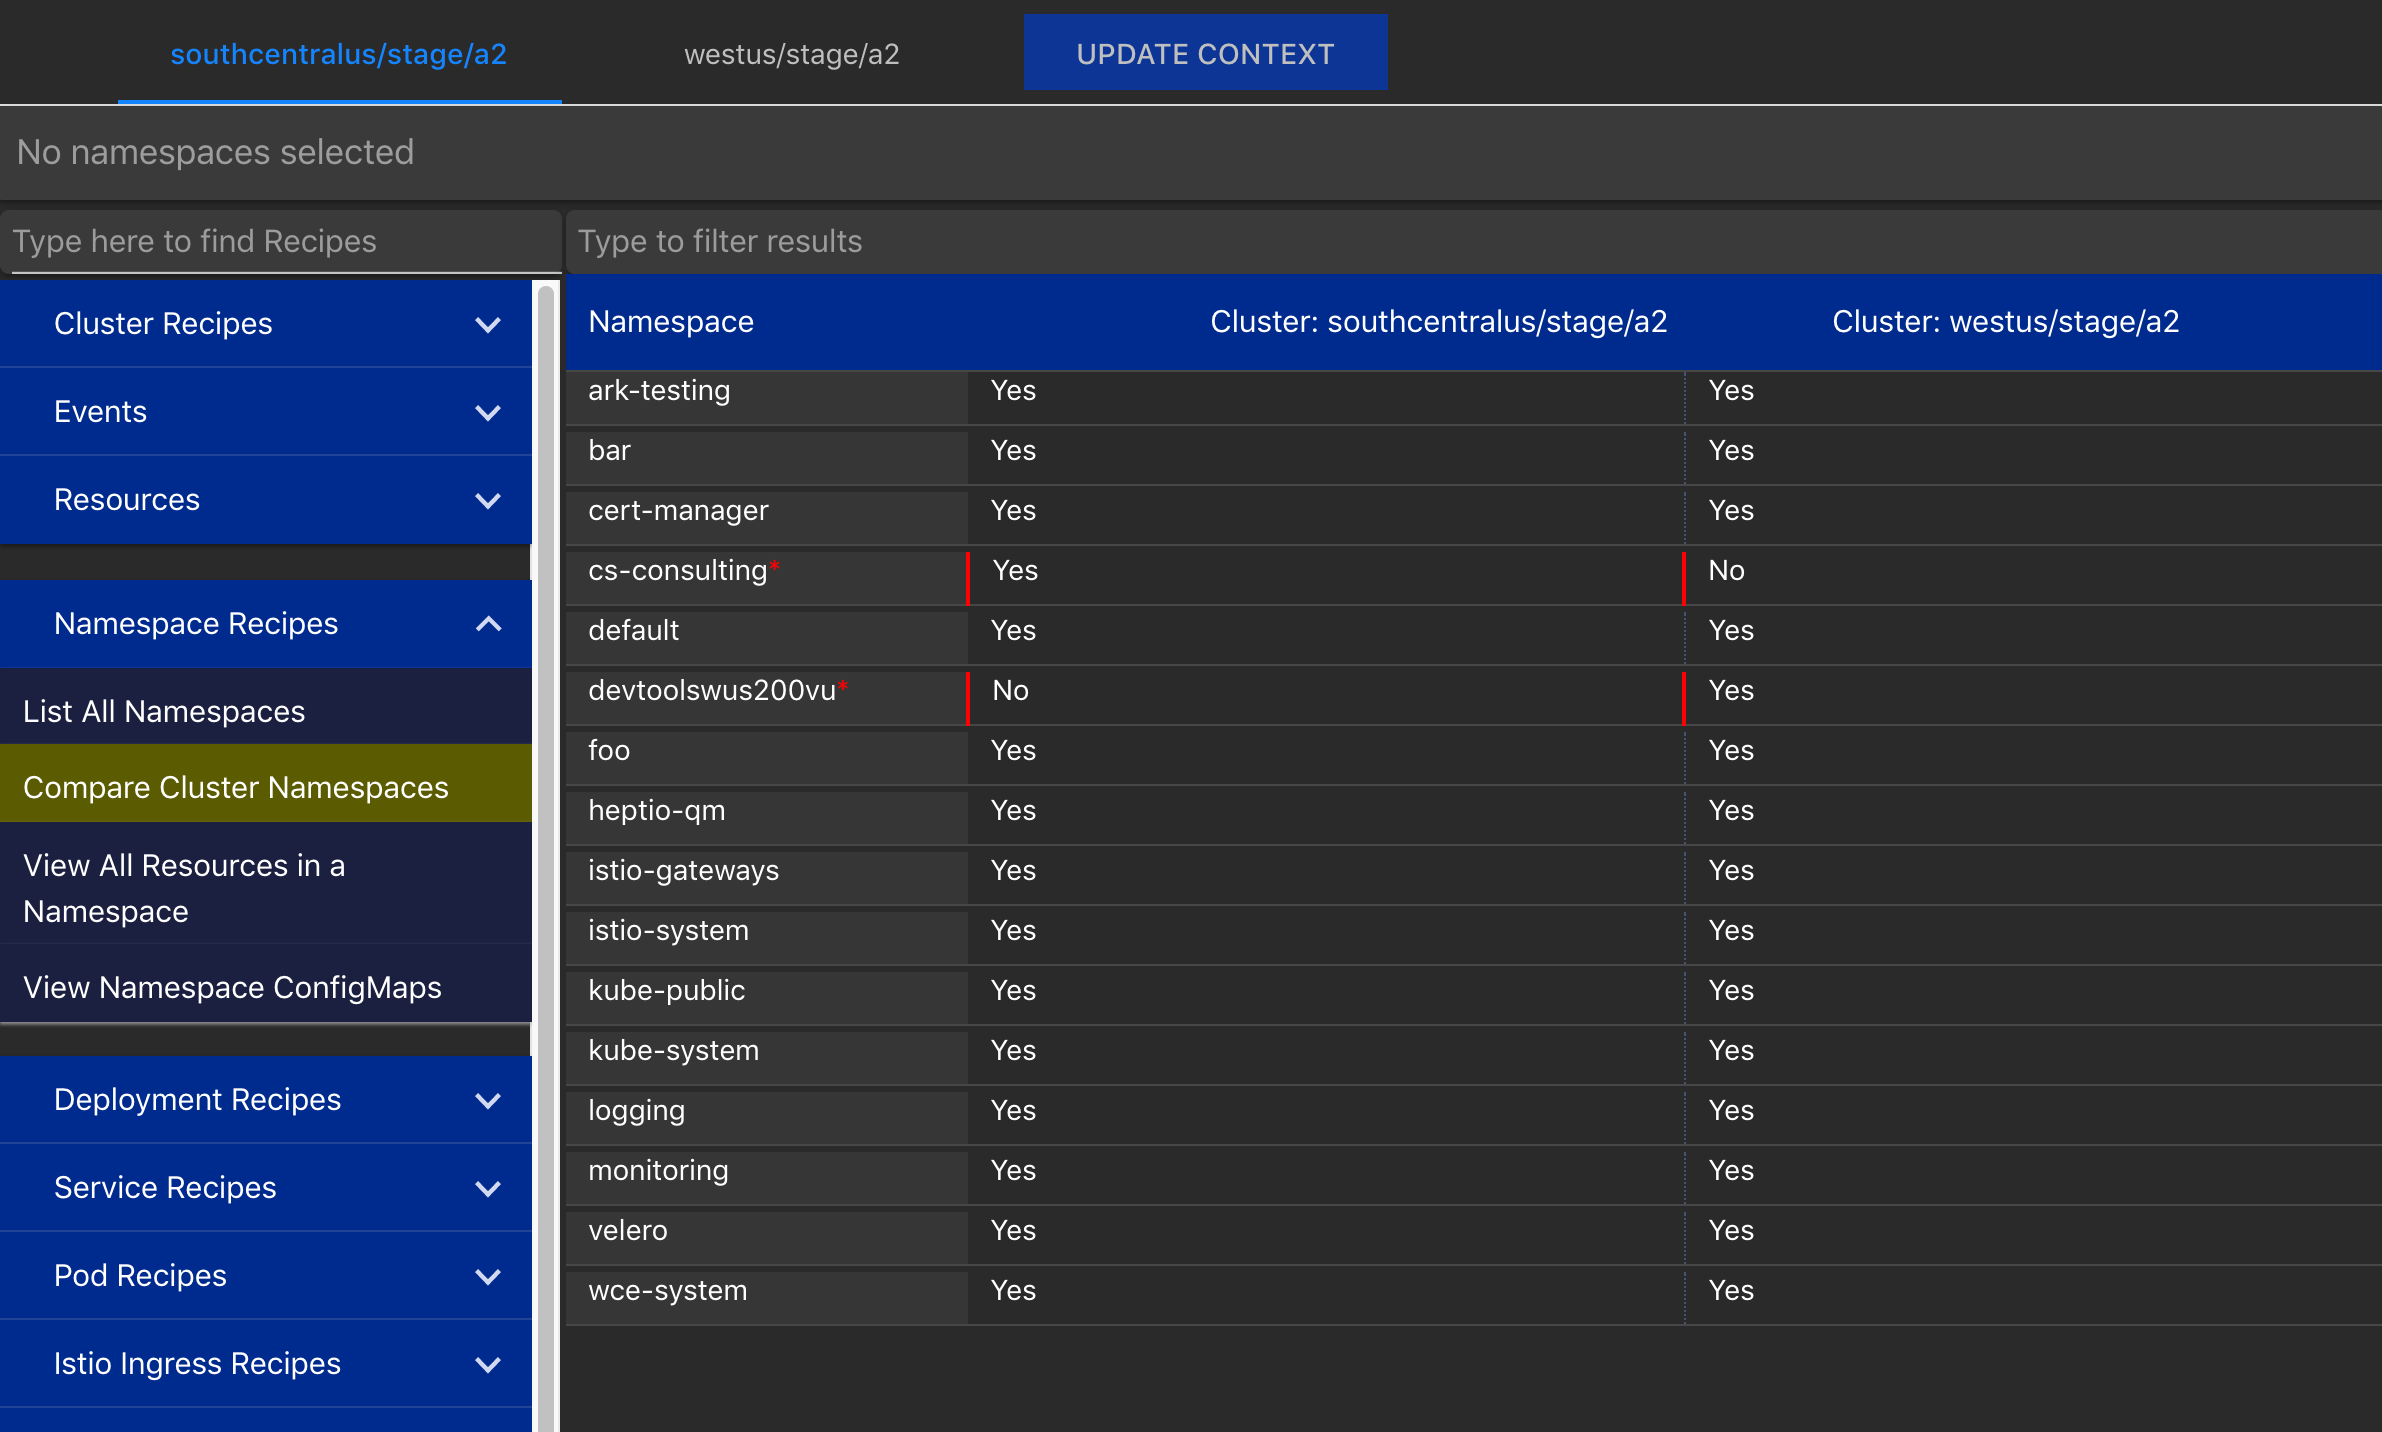 southcentralus/stage/a2 westus/stage/a2 UPDATE CONTEXT
No namespaces selected
Type here to find Recipes
Cluster Recipes
Events
Resources
Namespace Recipes
List All Namespaces
Compare Cluster Namespaces
View All Resources in a
Namespace
View Namespace ConfigMaps
Deployment Recipes
Service Recipes
Pod Recipes
Istio Ingress Recipes
Type to filter results
Namespace Cluster: southcentralus/stage/a2 Cluster: westus/stage/a2
ark-testing Yes Yes
bar Yes Yes
cert-manager Yes Yes
cs-consulting* Yes No
default Yes Yes
devtoolswus200vu* No Yes
foo Yes Yes
heptio-qm Yes Yes
istio-gateways Yes Yes
istio-system Yes Yes
kube-public Yes Yes
kube-system Yes Yes
logging Yes Yes
monitoring Yes Yes
velero Yes Yes
wce-system Yes Yes